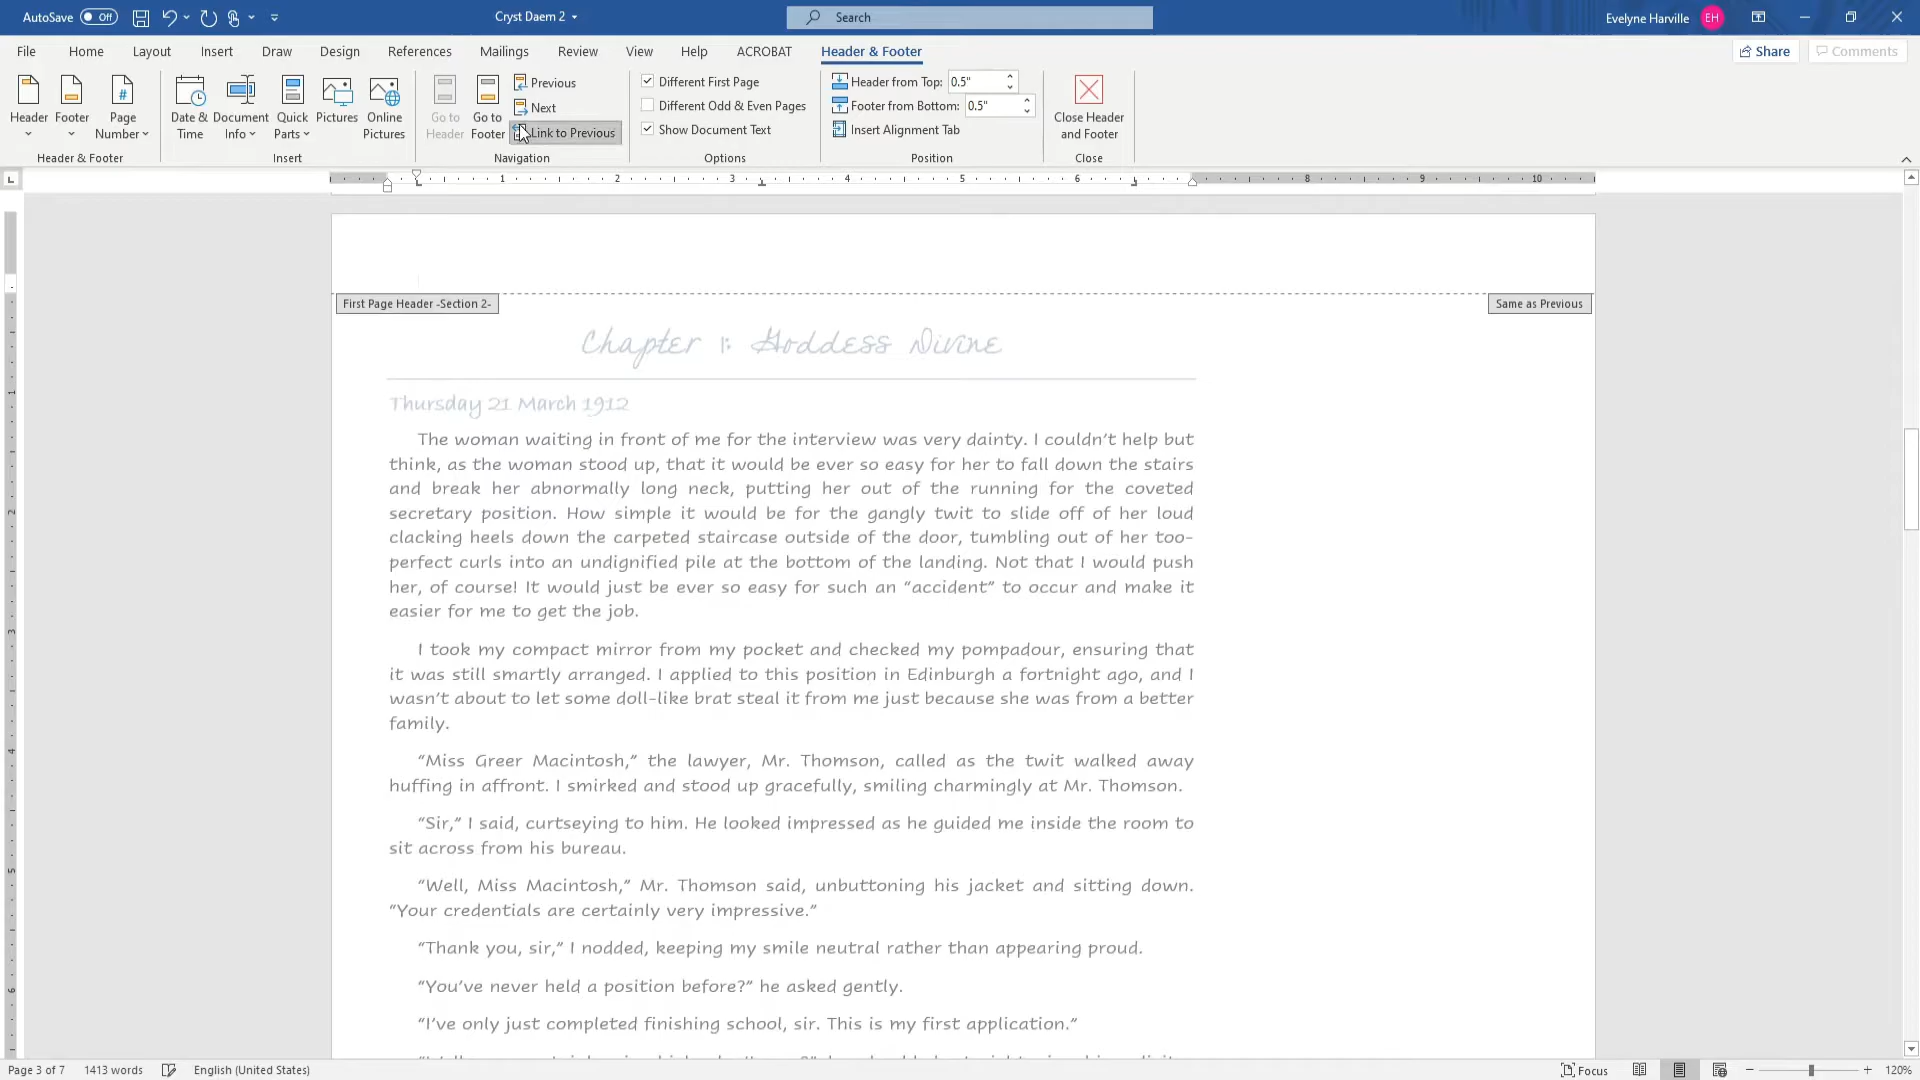 AutoSave Off
Cryst Daem 2
Search
Evelyne Harville EH
File Home Layout Insert Draw Design References Mailings Review View Help ACROBAT Header & Footer
Share Comments
Header
Footer
Page Number
Header & Footer
Date & Time
Document Info
Quick Parts
Pictures
Online Pictures
Insert
Go to Header
Go to Footer
Previous
Next
Link to Previous
Navigation
Different First Page
Different Odd & Even Pages
Show Document Text
Options
Header from Top: 0.5"
Footer from Bottom: 0.5"
Insert Alignment Tab
Position
Close Header and Footer
Close
1 2 3 4 5 6 8 9 10
First Page Header -Section 2-
Same as Previous
Chapter 1: Goddess Divine
Thursday 21 March 1912
The woman waiting in front of me for the interview was very dainty. I couldn’t help but
think, as the woman stood up, that it would be ever so easy for her to fall down the stairs
and break her abnormally long neck, putting her out of the running for the coveted
secretary position. How simple it would be for the gangly twit to slide off of her loud
clacking heels down the carpeted staircase outside of the door, tumbling out of her too-
perfect curls into an undignified pile at the bottom of the landing. Not that I would push
her, of course! It would just be ever so easy for such an “accident” to occur and make it
easier for me to get the job.
I took my compact mirror from my pocket and checked my pompadour, ensuring that
it was still smartly arranged. I applied to this position in Edinburgh a fortnight ago, and I
wasn’t about to let some doll-like brat steal it from me just because she was from a better
family.
“Miss Greer Macintosh,” the lawyer, Mr. Thomson, called as the twit walked away
huffing in affront. I smirked and stood up gracefully, smiling charmingly at Mr. Thomson.
“Sir,” I said, curtseying to him. He looked impressed as he guided me inside the room to
sit across from his bureau.
“Well, Miss Macintosh,” Mr. Thomson said, unbuttoning his jacket and sitting down.
“Your credentials are certainly very impressive.”
“Thank you, sir,” I nodded, keeping my smile neutral rather than appearing proud.
“You’ve never held a position before?” he asked gently.
“I’ve only just completed finishing school, sir. This is my first application.”
1
2
3
4
5
6
Page 3 of 7 1413 words English (United States)
Focus
120%